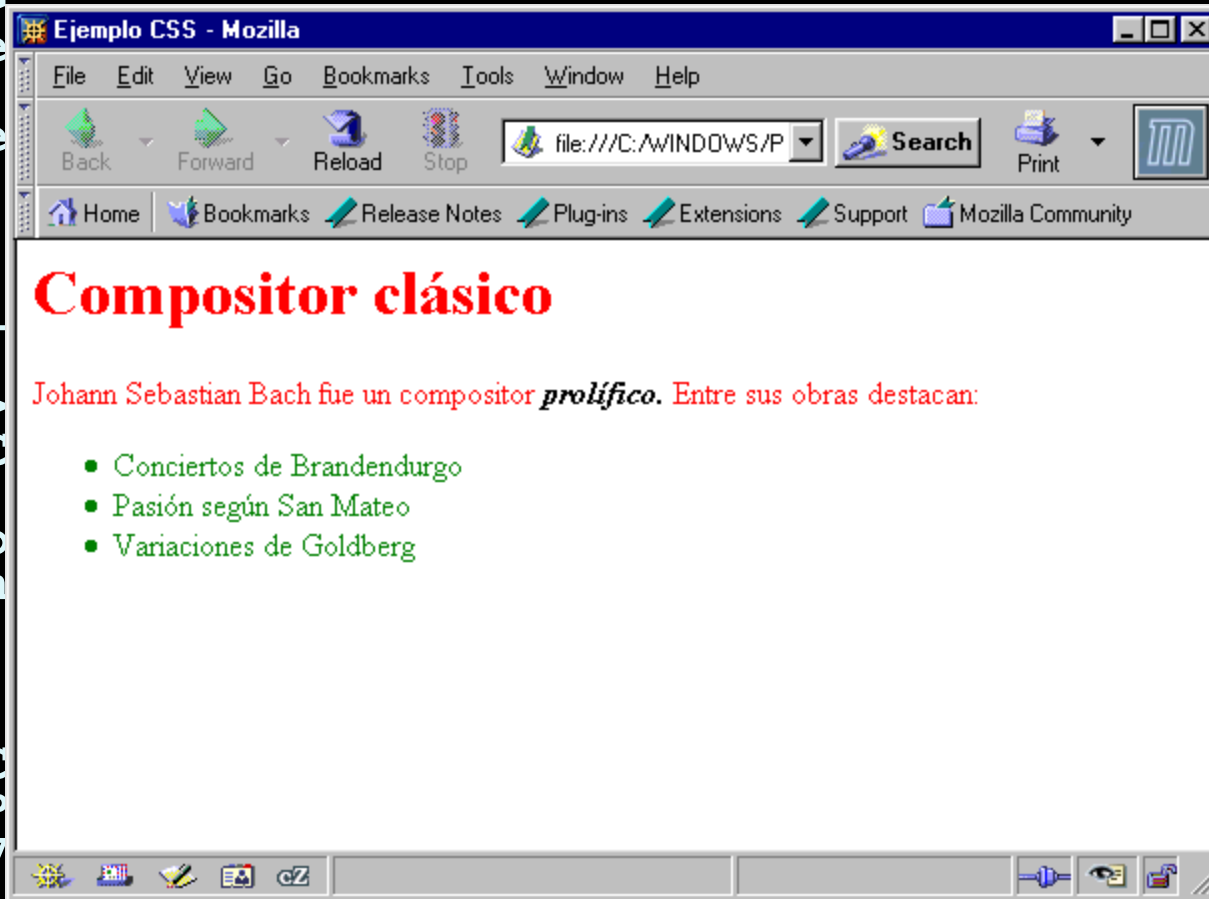 Ejemplo CSS - Mozilla
File Edit View Go Bookmarks Tools Window Help
Back Forward Reload Stop file:///C:/WINDOWS/P Search Print
Home Bookmarks Release Notes Plug-ins Extensions Support Mozilla Community
Compositor clásico
Johann Sebastian Bach fue un compositor prolífico. Entre sus obras destacan:
Conciertos de Brandendurgo
Pasión según San Mateo
Variaciones de Goldberg